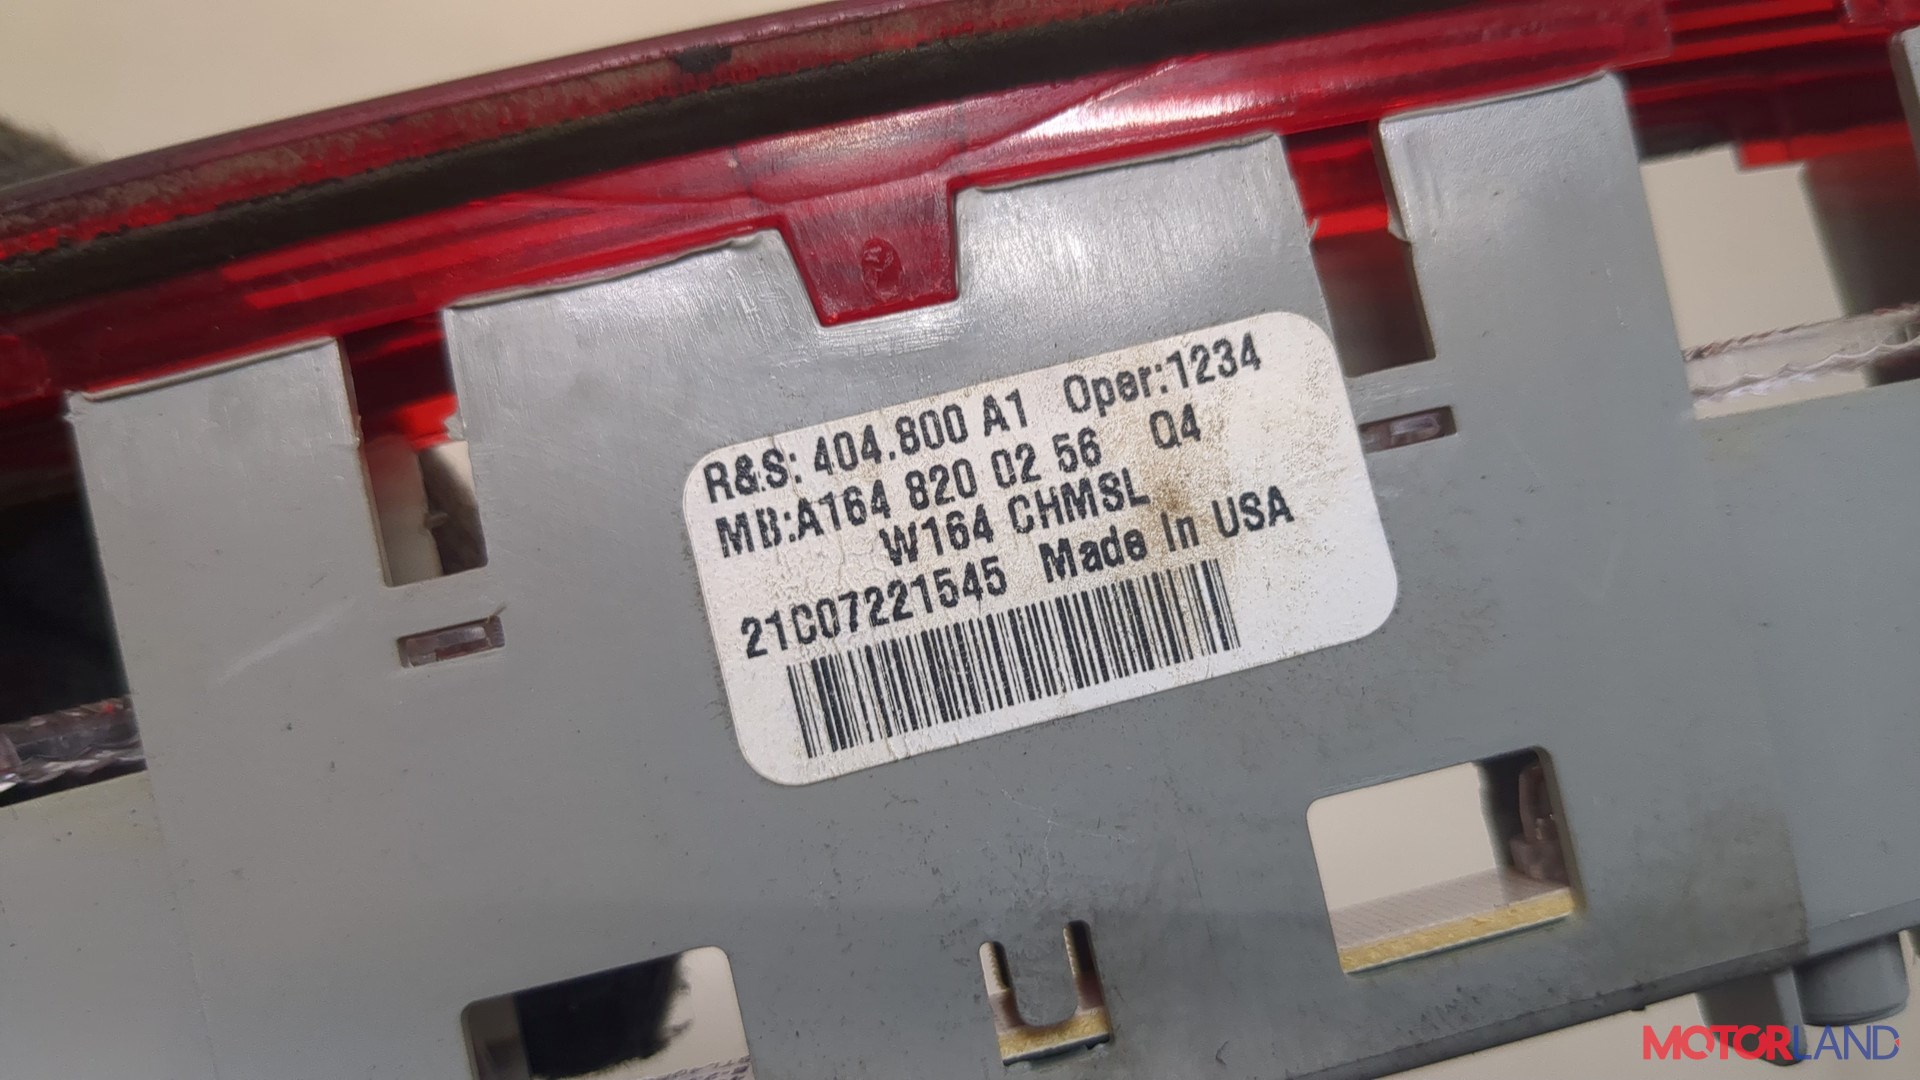 R&S: 404.800 A1 Oper:1234
MB:A164 820 02 56 Q4
W164 CHMSL
21C07221545 Made In USA
MOTORLAND